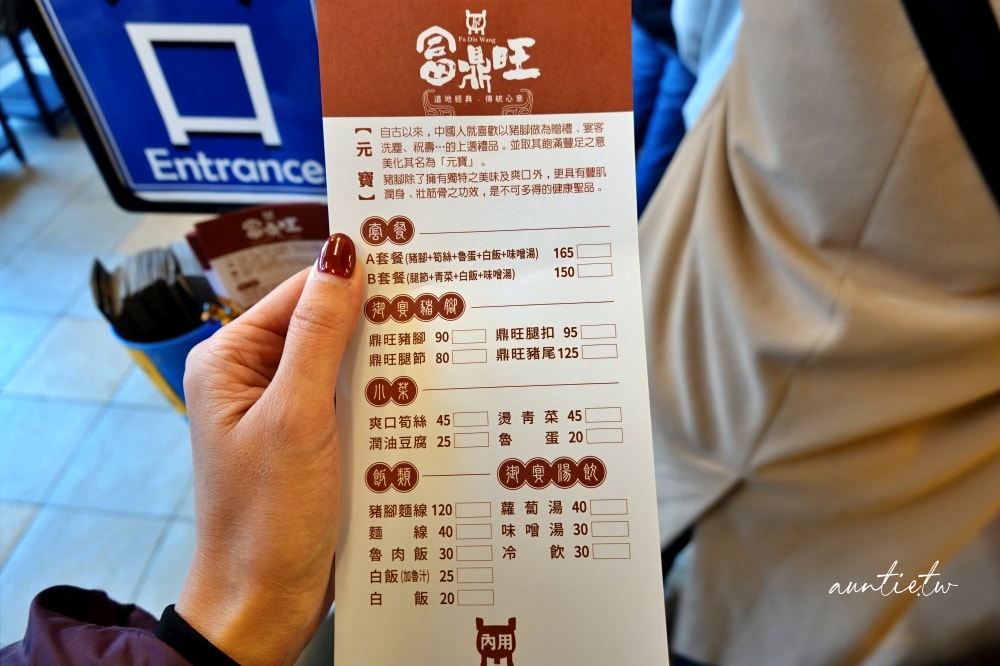 Entrance
Fu Din Wang
富鼎旺
道地經典．傳統心意
【元寶】
自古以來，中國人就喜歡以豬腳做為贈禮、宴客
洗塵、祝壽…的上選禮品。並取其飽滿豐足之意
美化其名為「元寶」。
豬腳除了擁有獨特之美味及爽口外，更具有豐肌
潤身、壯筋骨之功效，是不可多得的健康聖品。
套餐
A套餐(豬腳+筍絲+魯蛋+白飯+味噌湯) 165
B套餐(腿節+青菜+白飯+味噌湯) 150
御宴豬腳
鼎旺豬腳 90 鼎旺腿扣 95
鼎旺腿節 80 鼎旺豬尾 125
小菜
爽口筍絲 45 燙青菜 45
潤油豆腐 25 魯蛋 20
飯類 御宴湯飲
豬腳麵線 120 蘿蔔湯 40
麵線 40 味噌湯 30
魯肉飯 30 冷飲 30
白飯(加魯汁) 25
白飯 20
內用
富鼎旺
auntie.tw